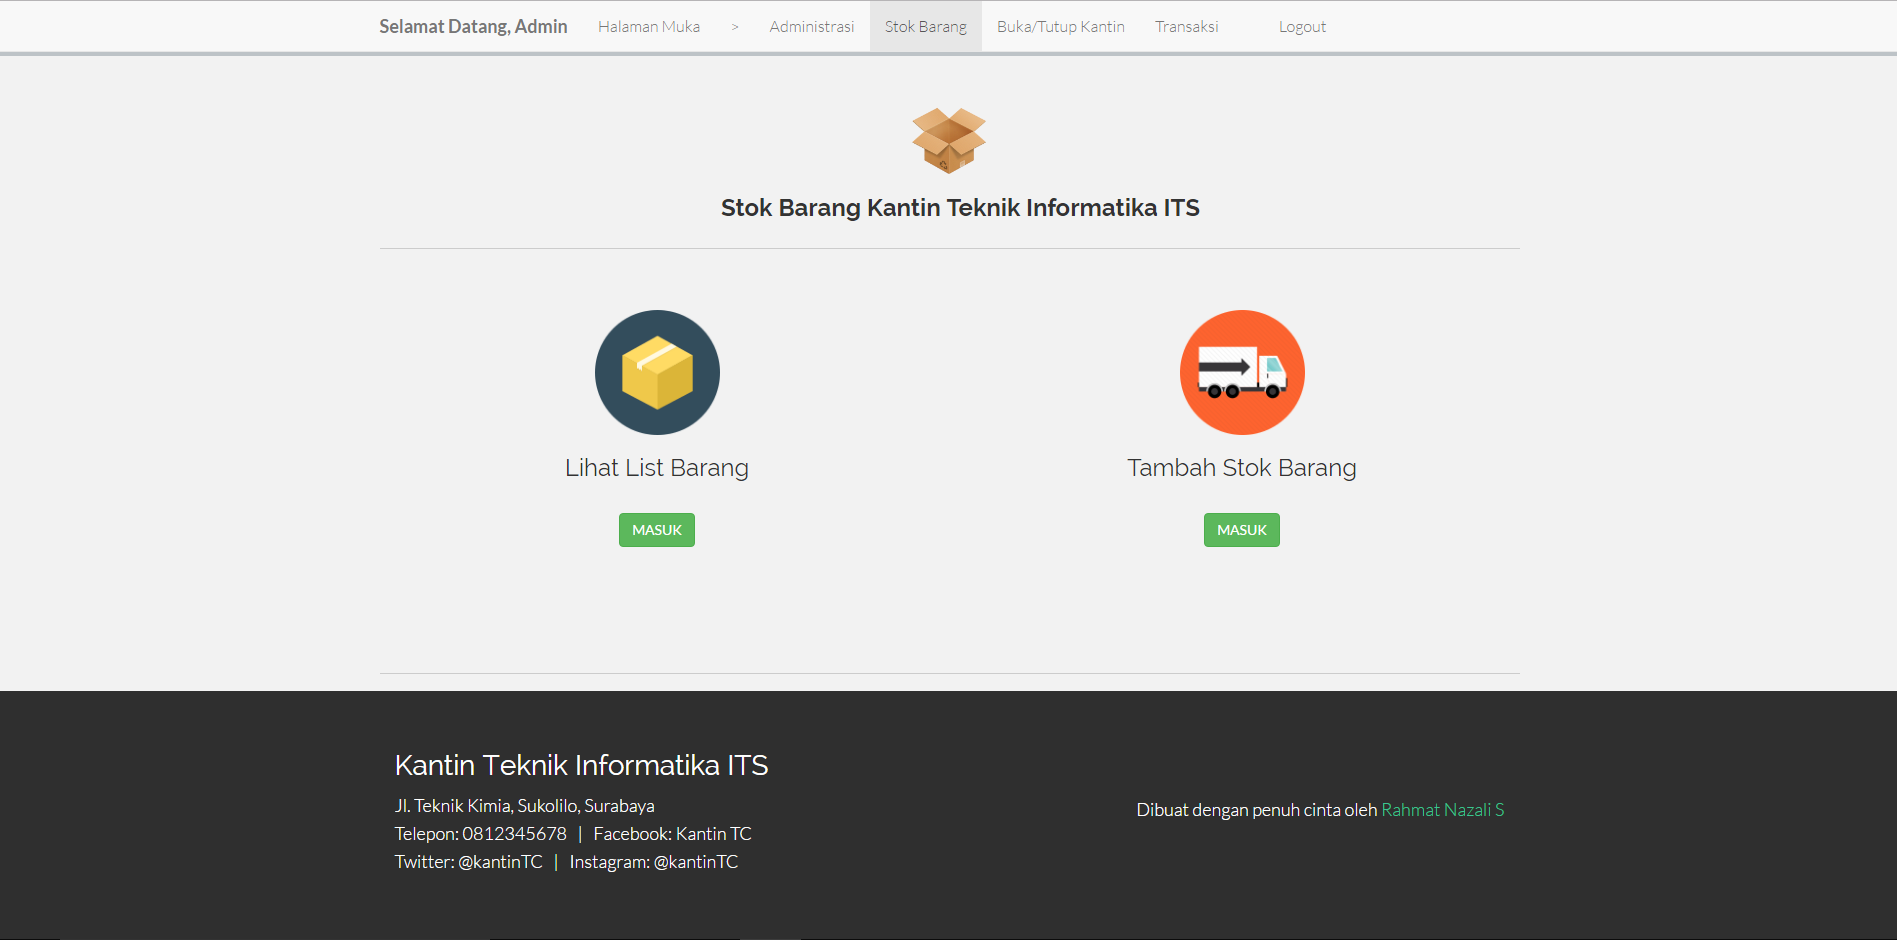 Selamat Datang, Admin Halaman Muka > Administrasi Stok Barang Buka/Tutup Kantin Transaksi Logout
Stok Barang Kantin Teknik Informatika ITS
Lihat List Barang
MASUK
Tambah Stok Barang
MASUK
Kantin Teknik Informatika ITS
Jl. Teknik Kimia, Sukolilo, Surabaya
Telepon: 0812345678 | Facebook: Kantin TC
Twitter: @kantinTC | Instagram: @kantinTC
Dibuat dengan penuh cinta oleh Rahmat Nazali S